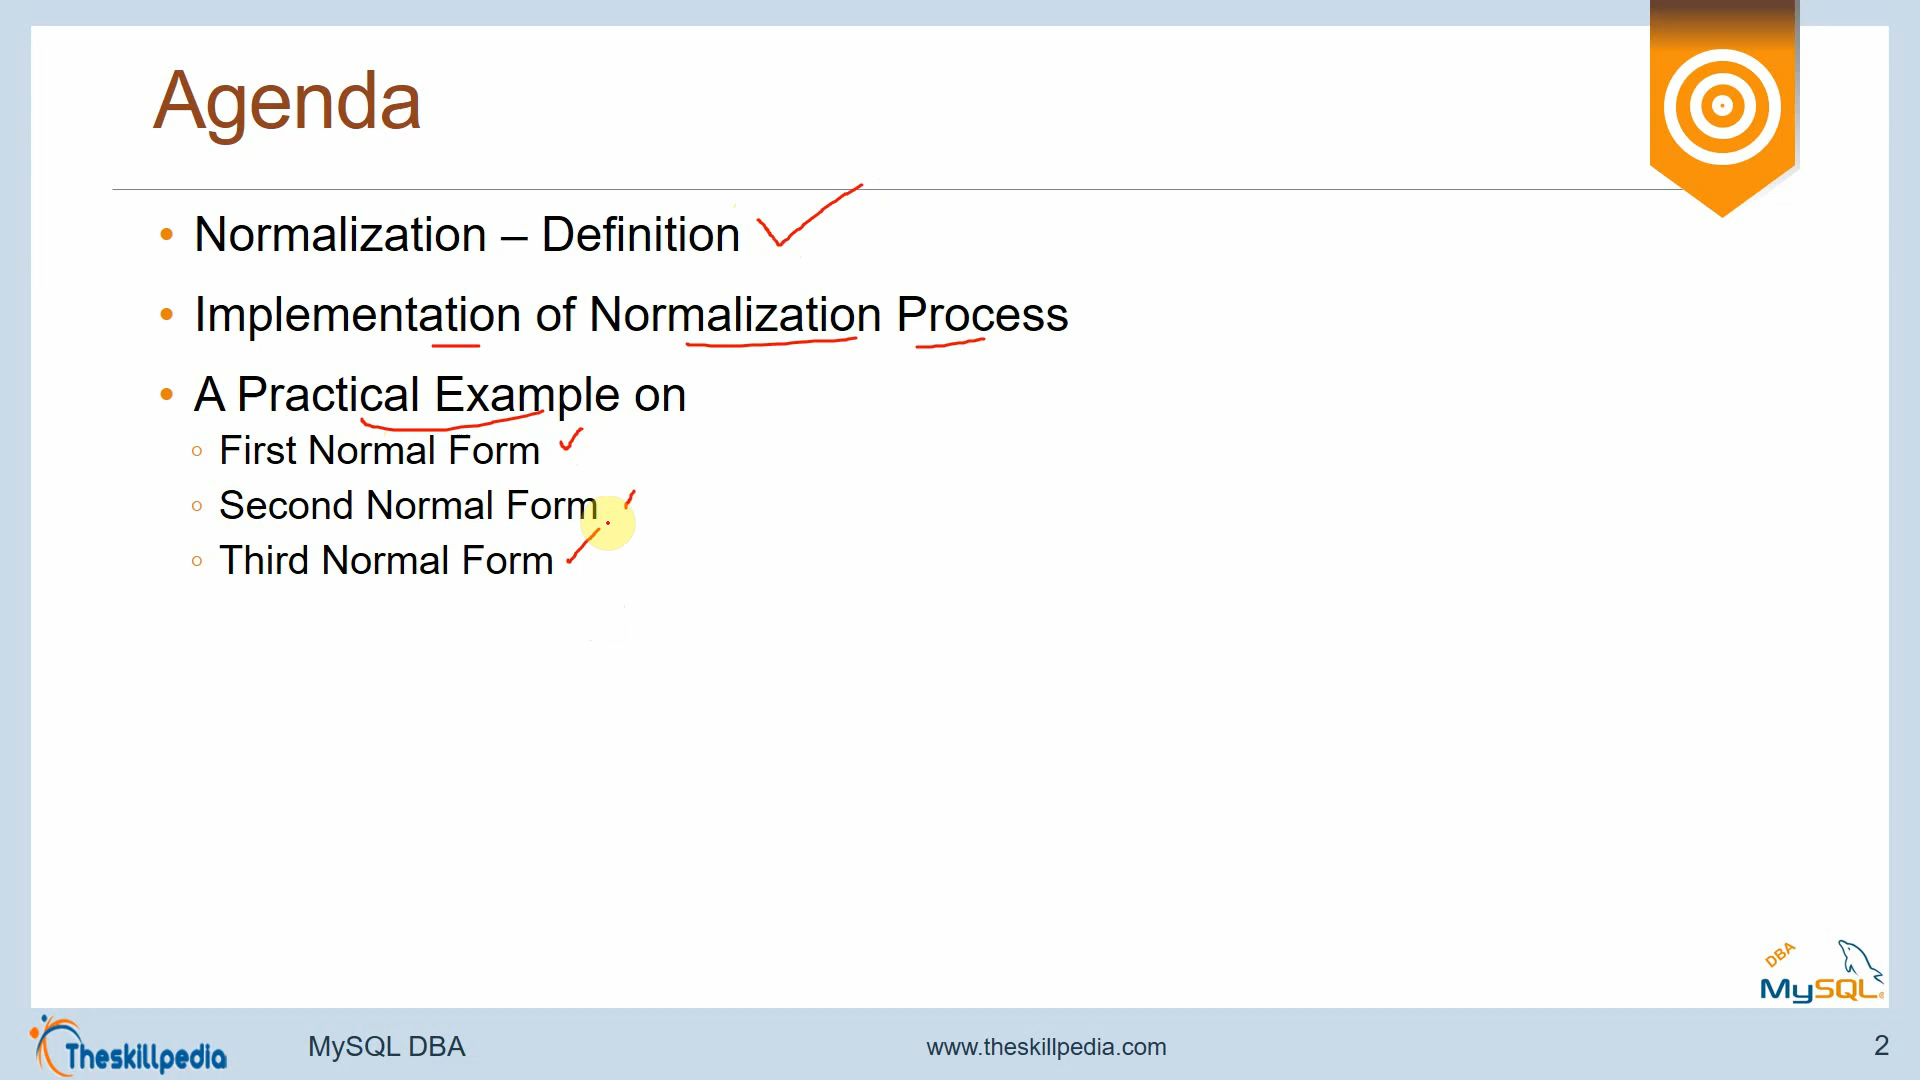 Agenda
• Normalization – Definition
• Implementation of Normalization Process
• A Practical Example on
○ First Normal Form
○ Second Normal Form
○ Third Normal Form
DBA
MySQL®
Theskillpedia
MySQL DBA
www.theskillpedia.com
2